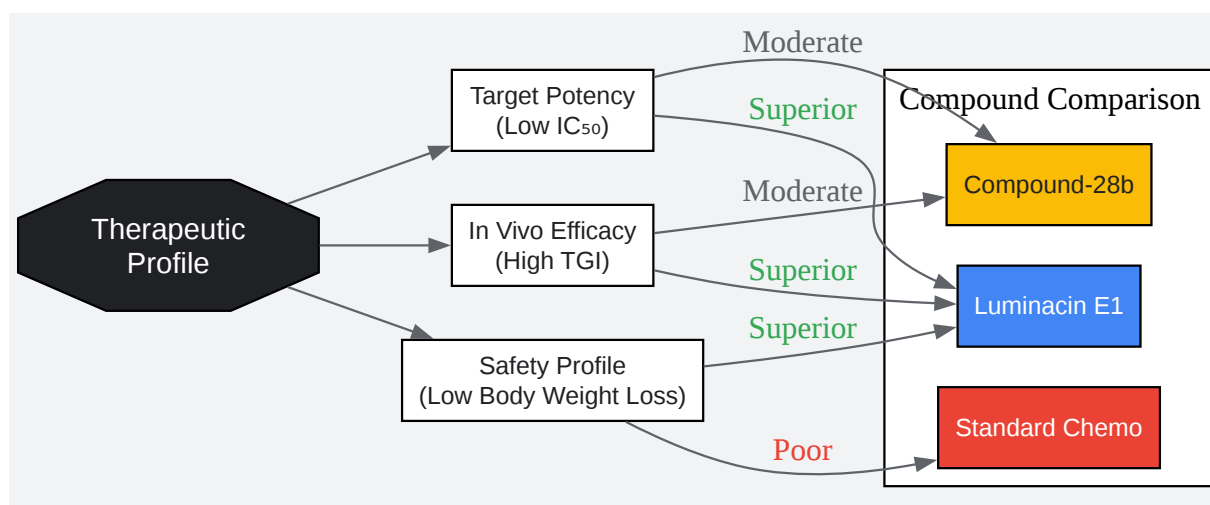 Therapeutic
Profile
Target Potency
(Low IC₅₀)
In Vivo Efficacy
(High TGI)
Safety Profile
(Low Body Weight Loss)
Moderate
Superior
Moderate
Superior
Superior
Poor
Compound Comparison
Compound-28b
Luminacin E1
Standard Chemo